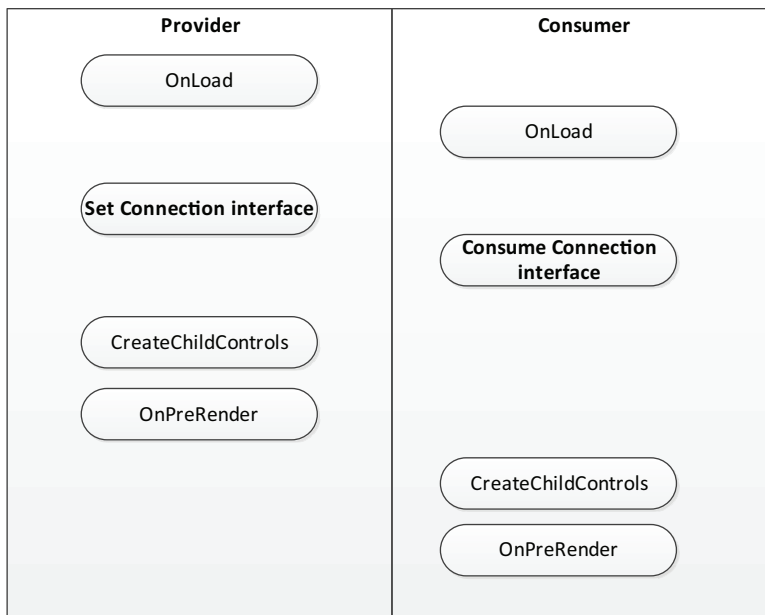 Provider
Consumer
OnLoad
OnLoad
Set Connection interface
Consume Connection
interface
CreateChildControls
OnPreRender
CreateChildControls
OnPreRender